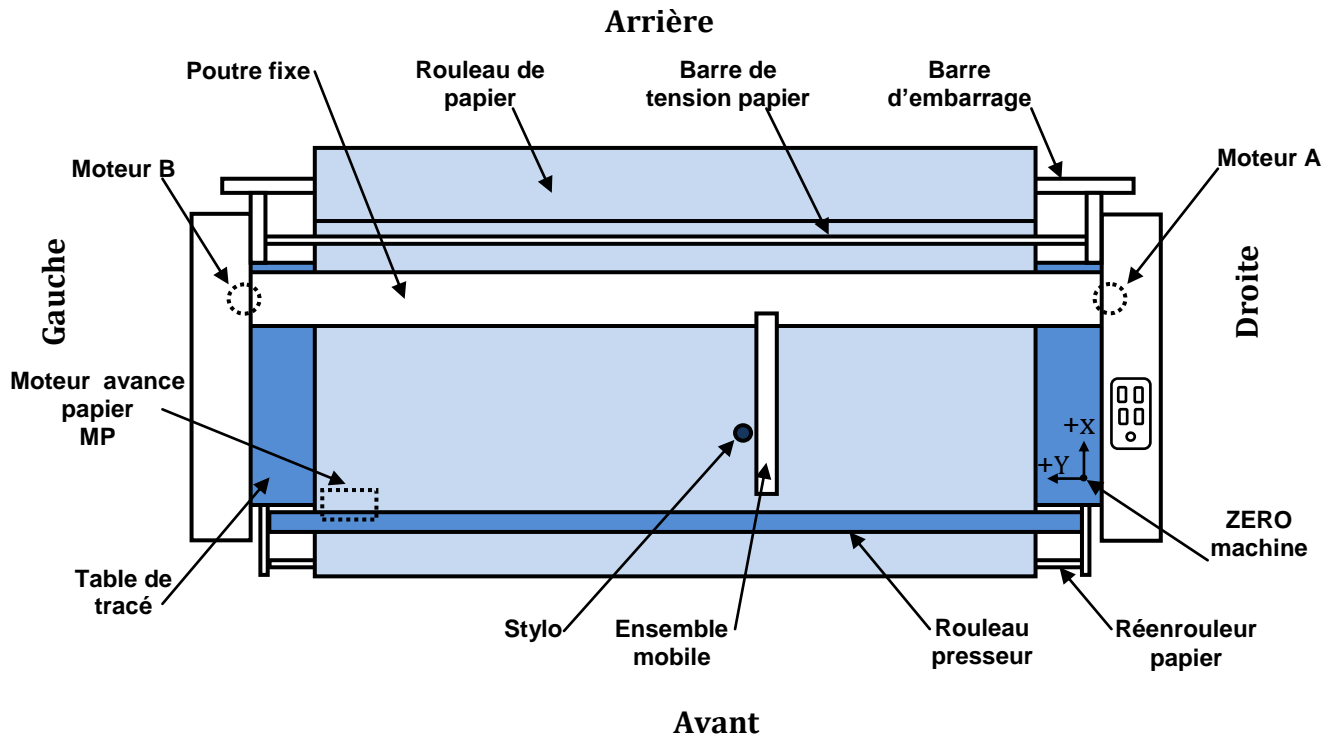 Arrière
Poutre fixe
Rouleau de
papier
Barre de
tension papier
Barre
d’embarrage
Moteur B
Moteur A
Gauche
Droite
Moteur avance
papier
MP
+x
+Y
ZERO
machine
Table de
tracé
Stylo
Ensemble
mobile
Rouleau
presseur
Réenrouleur
papier
Avant